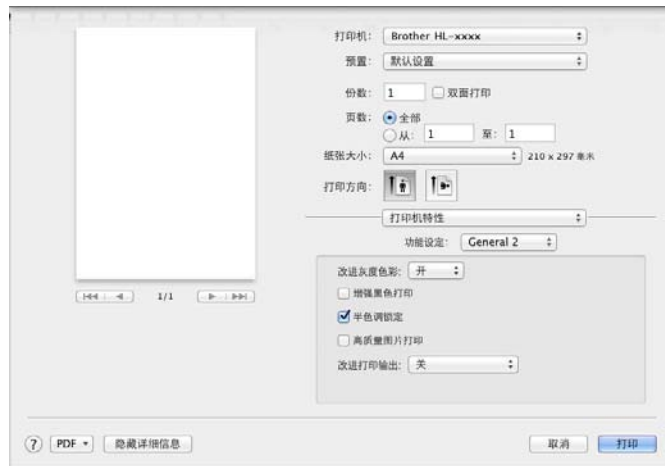 打印机: Brother HL-xxxx
预置: 默认设置
份数: 1 双面打印
页数: 全部
从: 1 至: 1
纸张大小: A4 210 x 297 毫米
打印方向:
打印机特性
功能设定: General 2
改进灰度色彩: 开
增强黑色打印
半色调锁定
高质量图片打印
改进打印输出: 关
1/1
? PDF 隐藏详细信息 取消 打印